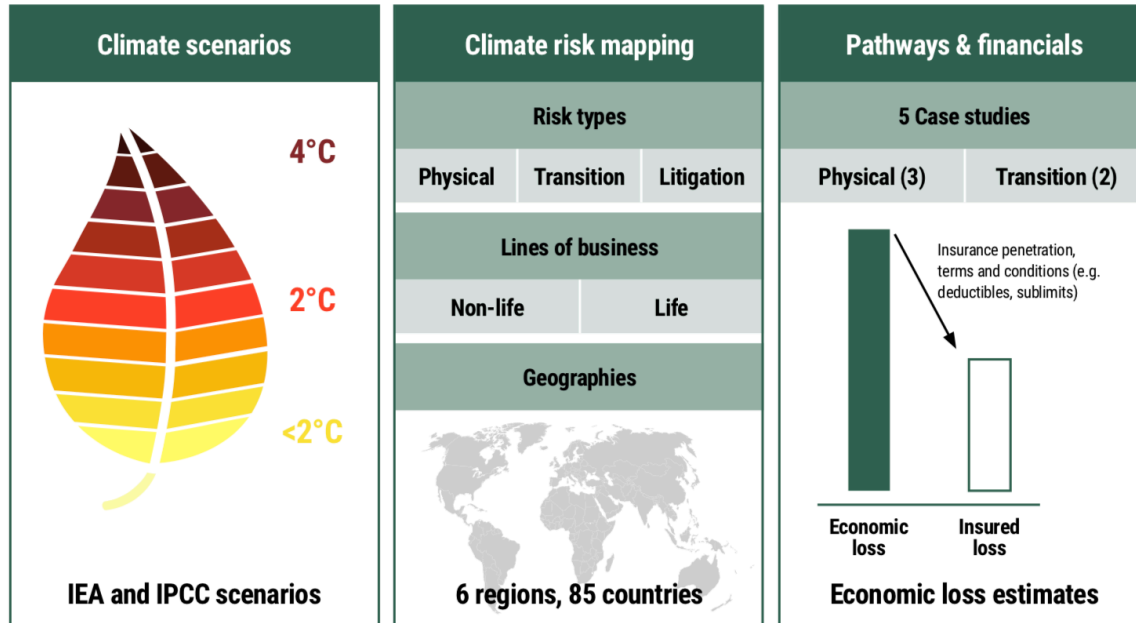 Climate scenarios
4°C
2°C
<2°C
IEA and IPCC scenarios
Climate risk mapping
Risk types
Physical
Transition
Litigation
Lines of business
Non-life
Life
Geographies
6 regions, 85 countries
Pathways & financials
5 Case studies
Physical (3)
Transition (2)
Insurance penetration,
terms and conditions (e.g.
deductibles, sublimits)
Economic
loss
Insured
loss
Economic loss estimates